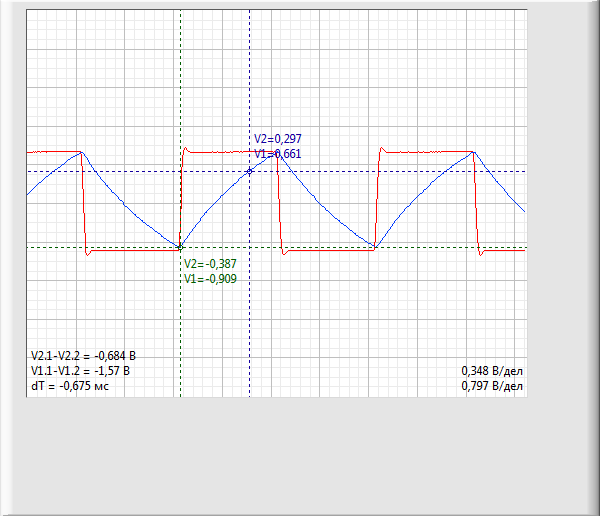 V2=0,297
V1=0,661
V2=-0,387
V1=-0,909
V2.1-V2.2 = -0,684 В
V1.1-V1.2 = -1,57 В
0,348 В/дел
dT = -0,675 мс
0,797 В/дел